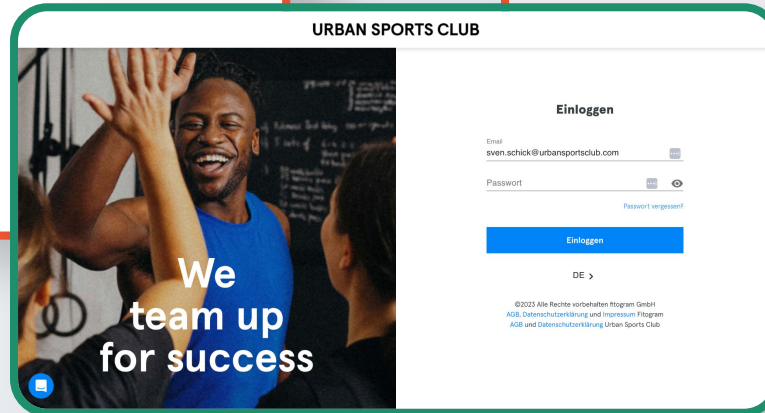 URBAN SPORTS CLUB
We
team up
for success
Einloggen
Email
sven.schick@urbansportsclub.com
Passwort
Passwort vergessen?
Einloggen
DE >
©2023 Alle Rechte vorbehalten fitogram GmbH
AGB, Datenschutzerklärung und Impressum Fitogram
AGB und Datenschutzerklärung Urban Sports Club